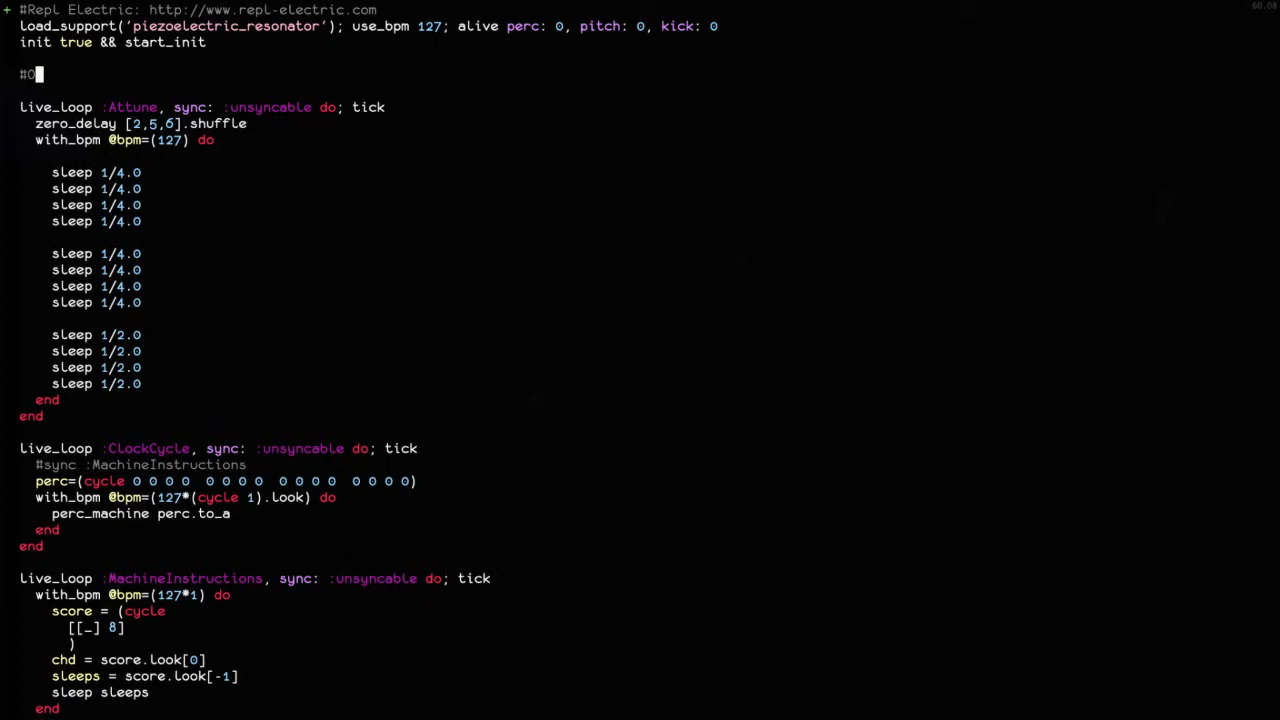 60.08
+ #Repl Electric: http://www.repl-electric.com
load_support('piezoelectric_resonator'); use_bpm 127; alive perc: 0, pitch: 0, kick: 0
init true && start_init
#O
live_loop :Attune, sync: :unsyncable do; tick
zero_delay [2,5,6].shuffle
with_bpm @bpm=(127) do
sleep 1/4.0
sleep 1/4.0
sleep 1/4.0
sleep 1/4.0
sleep 1/4.0
sleep 1/4.0
sleep 1/4.0
sleep 1/4.0
sleep 1/2.0
sleep 1/2.0
sleep 1/2.0
sleep 1/2.0
end
end
live_loop :ClockCycle, sync: :unsyncable do; tick
#sync :MachineInstructions
perc=(cycle 0 0 0 0  0 0 0 0  0 0 0 0  0 0 0 0)
with_bpm @bpm=(127*(cycle 1).look) do
perc_machine perc.to_a
end
end
live_loop :MachineInstructions, sync: :unsyncable do; tick
with_bpm @bpm=(127*1) do
score = (cycle
[[_] 8]
)
chd = score.look[0]
sleeps = score.look[-1]
sleep sleeps
end